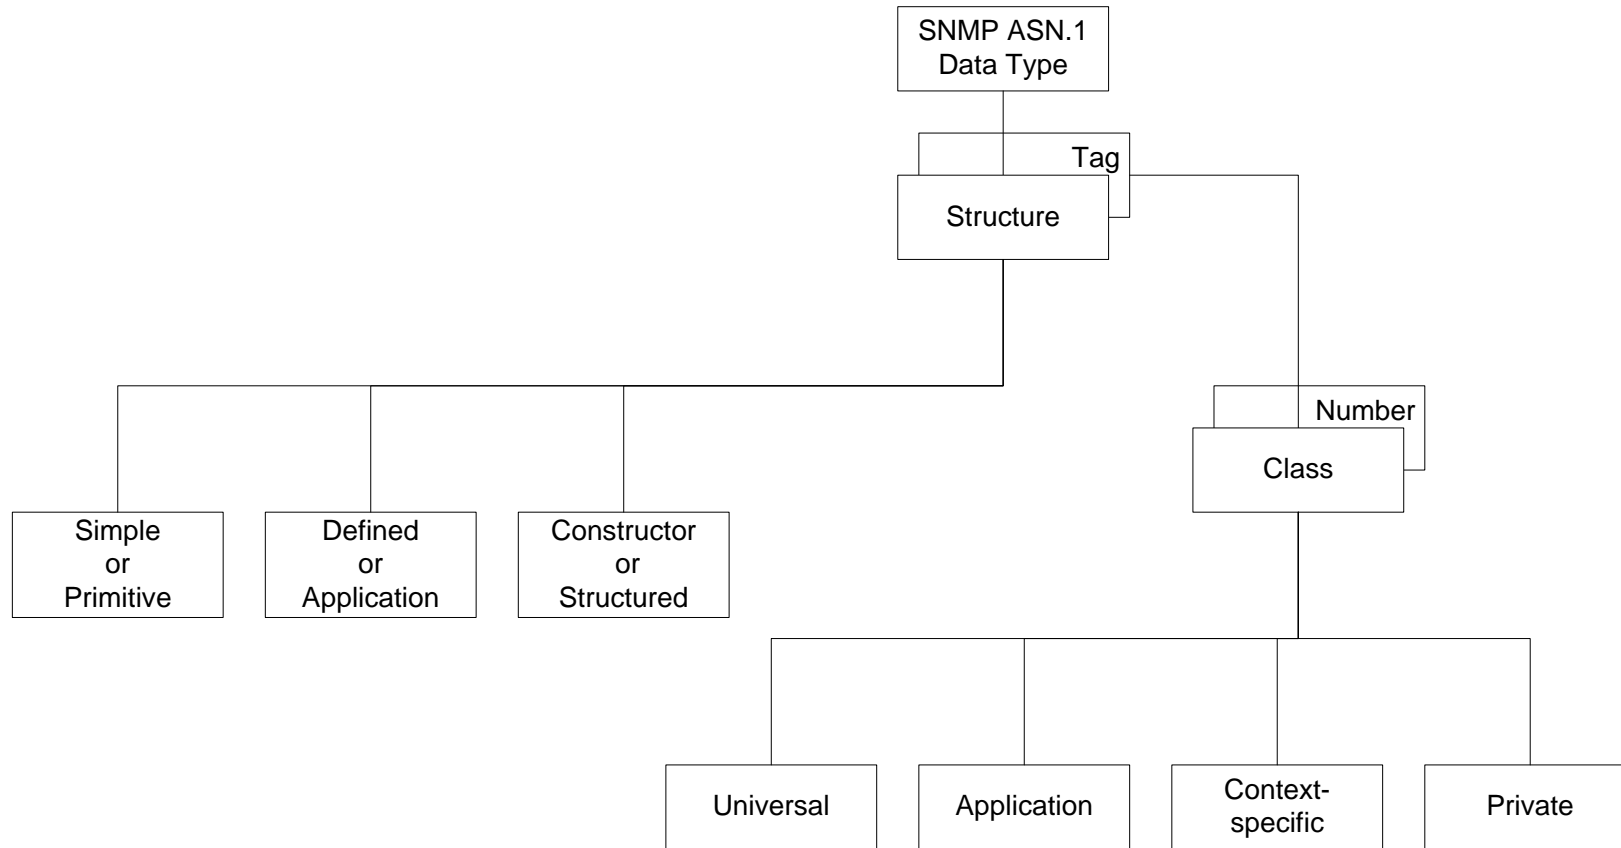 SNMP ASN.1
Data Type
Tag
Structure
Number
Class
Simple
or
Primitive
Defined
or
Application
Constructor
or
Structured
Universal
Application
Context-
specific
Private